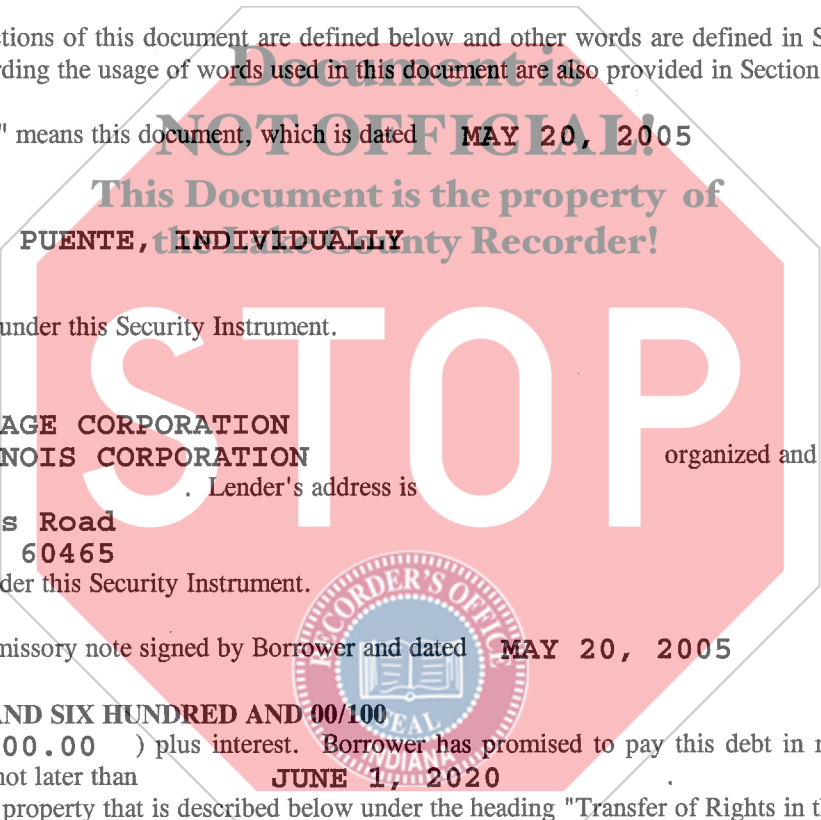 ctions of this document are defined below and other words are defined in S
Document is
rding the usage of words used in this document are also provided in Section
" means this document, which is dated MAY 20, 2005
NOT OFFICIAL!
This Document is the property of
PUENTE, INDIVIDUALLY
the Lake County Recorder!
under this Security Instrument.
STOP
AGE CORPORATION
NOIS CORPORATION organized and
. Lender's address is
s Road
60465
der this Security Instrument.
RECORDER'S OFFICE
missory note signed by Borrower and dated MAY 20, 2005
AND SIX HUNDRED AND 00/100
SEAL
00.00 ) plus interest. Borrower has promised to pay this debt in r
INDIANA
not later than JUNE 1, 2020 .
property that is described below under the heading "Transfer of Rights in th